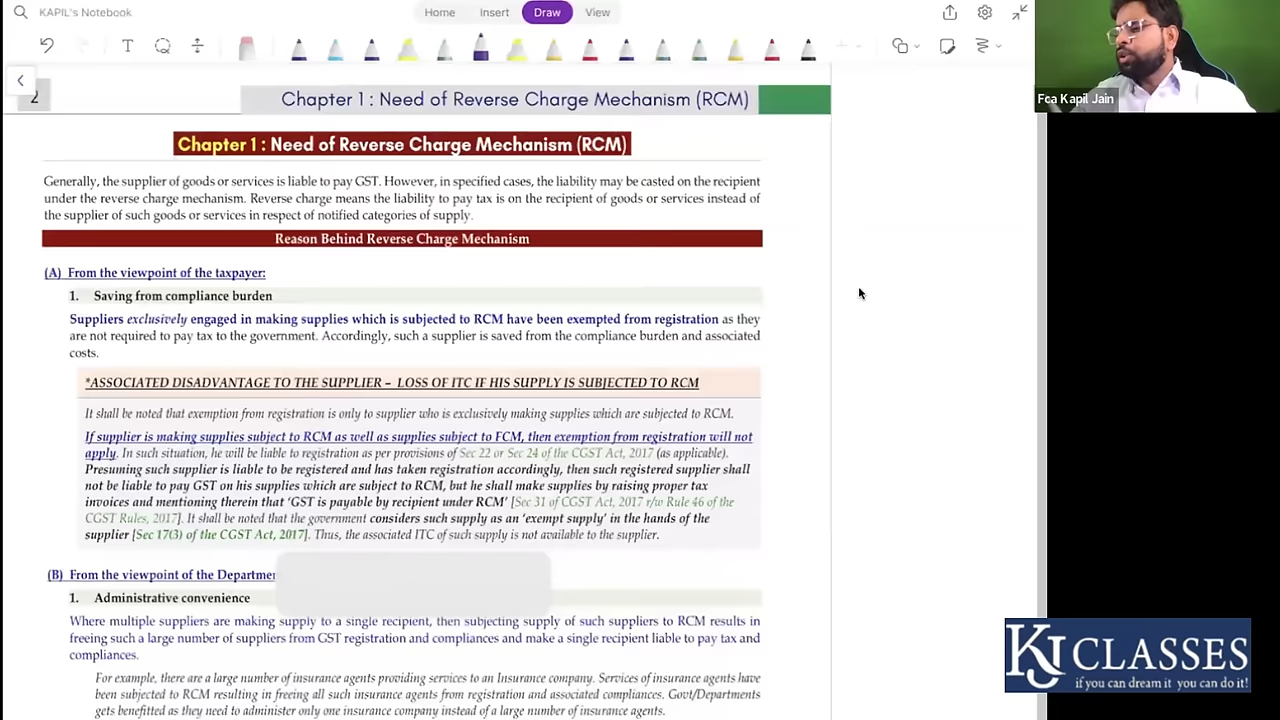 KAPIL's Notebook
Home Insert Draw View
2
Chapter 1 : Need of Reverse Charge Mechanism (RCM)
Fca Kapil Jain
Chapter 1 : Need of Reverse Charge Mechanism (RCM)
Generally, the supplier of goods or services is liable to pay GST. However, in specified cases, the liability may be casted on the recipient
under the reverse charge mechanism. Reverse charge means the liability to pay tax is on the recipient of goods or services instead of
the supplier of such goods or services in respect of notified categories of supply.
Reason Behind Reverse Charge Mechanism
(A) From the viewpoint of the taxpayer:
1. Saving from compliance burden
Suppliers exclusively engaged in making supplies which is subjected to RCM have been exempted from registration as they
are not required to pay tax to the government. Accordingly, such a supplier is saved from the compliance burden and associated
costs.
*ASSOCIATED DISADVANTAGE TO THE SUPPLIER – LOSS OF ITC IF HIS SUPPLY IS SUBJECTED TO RCM
It shall be noted that exemption from registration is only to supplier who is exclusively making supplies which are subjected to RCM.
If supplier is making supplies subject to RCM as well as supplies subject to FCM, then exemption from registration will not
apply. In such situation, he will be liable to registration as per provisions of Sec 22 or Sec 24 of the CGST Act, 2017 (as applicable).
Presuming such supplier is liable to be registered and has taken registration accordingly, then such registered supplier shall
not be liable to pay GST on his supplies which are subject to RCM, but he shall make supplies by raising proper tax
invoices and mentioning therein that 'GST is payable by recipient under RCM' [Sec 31 of CGST Act, 2017 r/w Rule 46 of the
CGST Rules, 2017]. It shall be noted that the government considers such supply as an 'exempt supply' in the hands of the
supplier [Sec 17(3) of the CGST Act, 2017]. Thus, the associated ITC of such supply is not available to the supplier.
(B) From the viewpoint of the
1. Administrative convenience
Where multiple suppliers are making supply to a single recipient, then subjecting supply of such suppliers to RCM results in
freeing such a large number of suppliers from GST registration and compliances and make a single recipient liable to pay tax and
compliances.
For example, there are a large number of insurance agents providing services to an Insurance company. Services of insurance agents have
been subjected to RCM resulting in freeing all such insurance agents from registration and associated compliances. Govt/Departments
gets benefitted as they need to administer only one insurance company instead of a large number of insurance agents.
KJ CLASSES
if you can dream it you can do it!